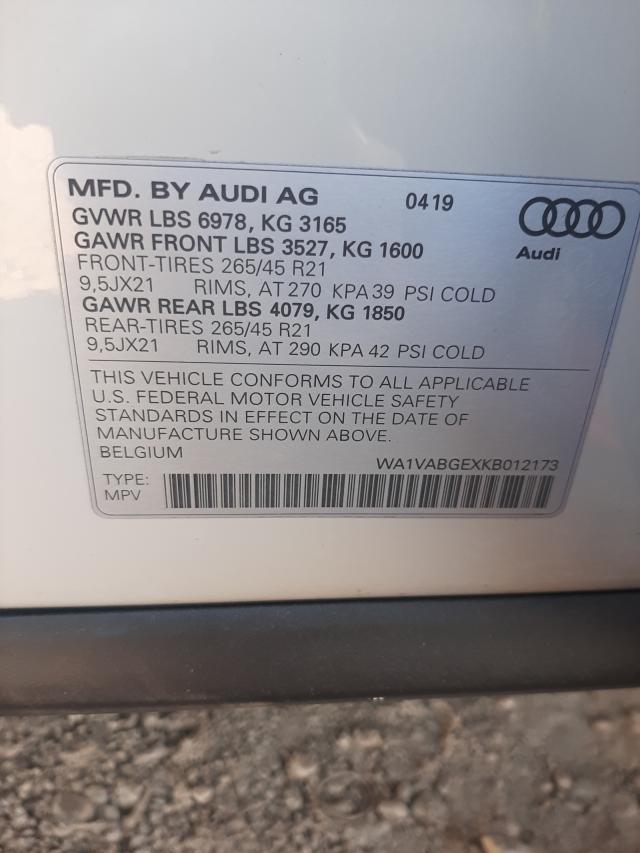 MFD. BY AUDI AG 0419
GVWR LBS 6978, KG 3165
GAWR FRONT LBS 3527, KG 1600
Audi
FRONT-TIRES 265/45 R21
9,5JX21 RIMS, AT 270 KPA 39 PSI COLD
GAWR REAR LBS 4079, KG 1850
REAR-TIRES 265/45 R21
9,5JX21 RIMS, AT 290 KPA 42 PSI COLD
THIS VEHICLE CONFORMS TO ALL APPLICABLE
U.S. FEDERAL MOTOR VEHICLE SAFETY
STANDARDS IN EFFECT ON THE DATE OF
MANUFACTURE SHOWN ABOVE.
BELGIUM
WA1VABGEXKB012173
TYPE:
MPV